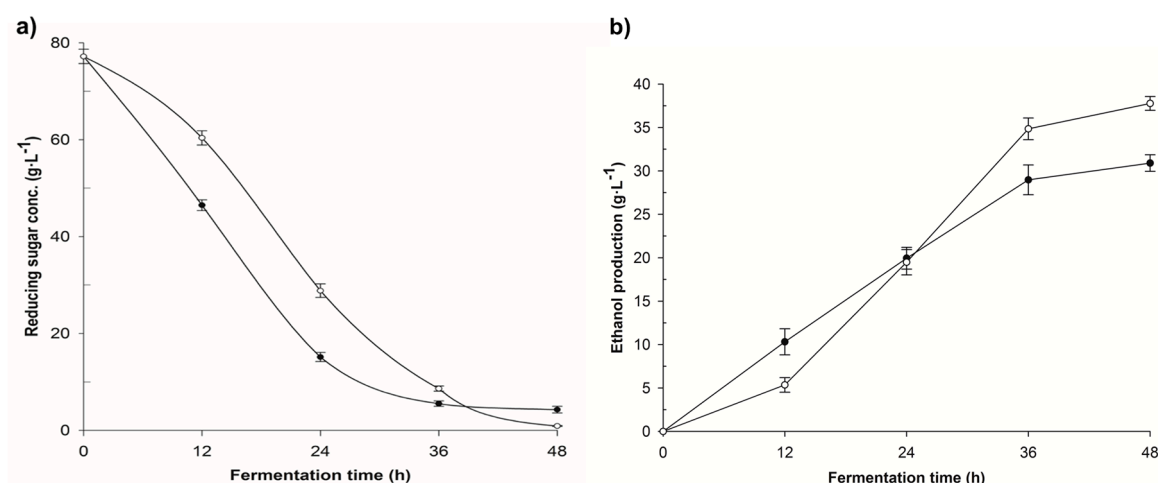 a)
Reducing sugar conc. (g·L⁻¹)
80
60
40
20
0
0 12 24 36 48
Fermentation time (h)
b)
Ethanol production (g·L⁻¹)
40
35
30
25
20
15
10
5
0
0 12 24 36 48
Fermentation time (h)